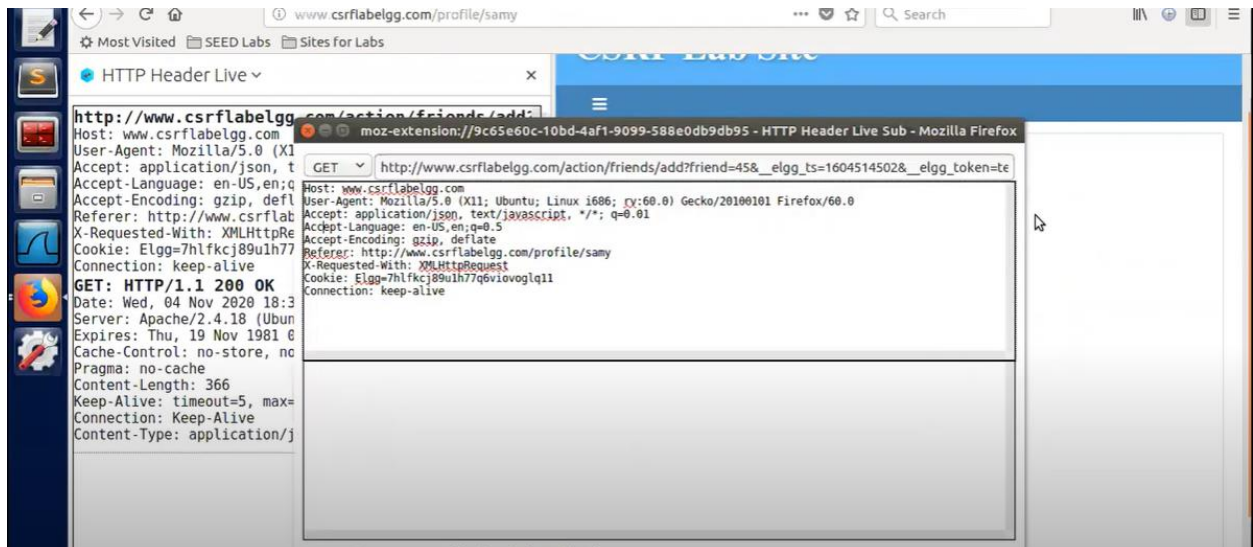 www.csrflabelgg.com/profile/samy
Search
Most Visited SEED Labs Sites for Labs
CSRF Lab Site
HTTP Header Live
http://www.csrflabelgg.com/action/friends/add?
Host: www.csrflabelgg.com
User-Agent: Mozilla/5.0 (X1
Accept: application/json, t
Accept-Language: en-US,en;q
Accept-Encoding: gzip, defl
Referer: http://www.csrflab
X-Requested-With: XMLHttpRe
Cookie: Elgg=7hlfkcj89u1h77
Connection: keep-alive
GET: HTTP/1.1 200 OK
Date: Wed, 04 Nov 2020 18:3
Server: Apache/2.4.18 (Ubun
Expires: Thu, 19 Nov 1981 0
Cache-Control: no-store, no
Pragma: no-cache
Content-Length: 366
Keep-Alive: timeout=5, max=
Connection: Keep-Alive
Content-Type: application/j
moz-extension://9c65e60c-10bd-4af1-9099-588e0db9db95 - HTTP Header Live Sub - Mozilla Firefox
GET http://www.csrflabelgg.com/action/friends/add?friend=45&__elgg_ts=1604514502&__elgg_token=te
Host: www.csrflabelgg.com
User-Agent: Mozilla/5.0 (X11; Ubuntu; Linux i686; rv:60.0) Gecko/20100101 Firefox/60.0
Accept: application/json, text/javascript, */*; q=0.01
Accept-Language: en-US,en;q=0.5
Accept-Encoding: gzip, deflate
Referer: http://www.csrflabelgg.com/profile/samy
X-Requested-With: XMLHttpRequest
Cookie: Elgg=7hlfkcj89u1h77q6viovoglq11
Connection: keep-alive